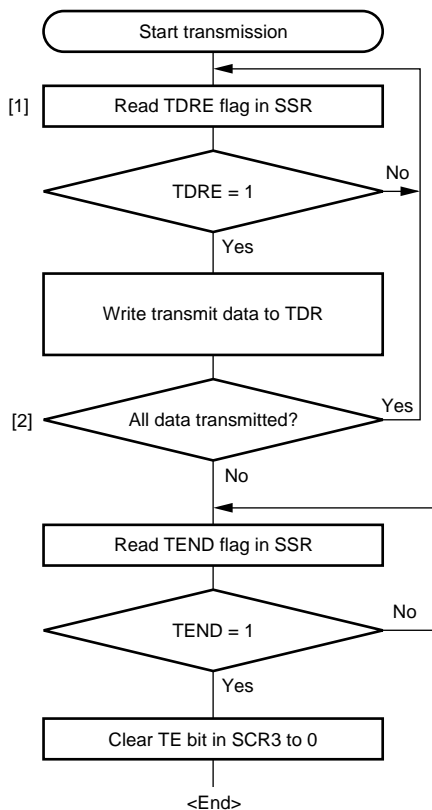 Start transmission
[1]
Read TDRE flag in SSR
TDRE = 1
No
Yes
Write transmit data to TDR
[2]
All data transmitted?
Yes
No
Read TEND flag in SSR
TEND = 1
No
Yes
Clear TE bit in SCR3 to 0
<End>